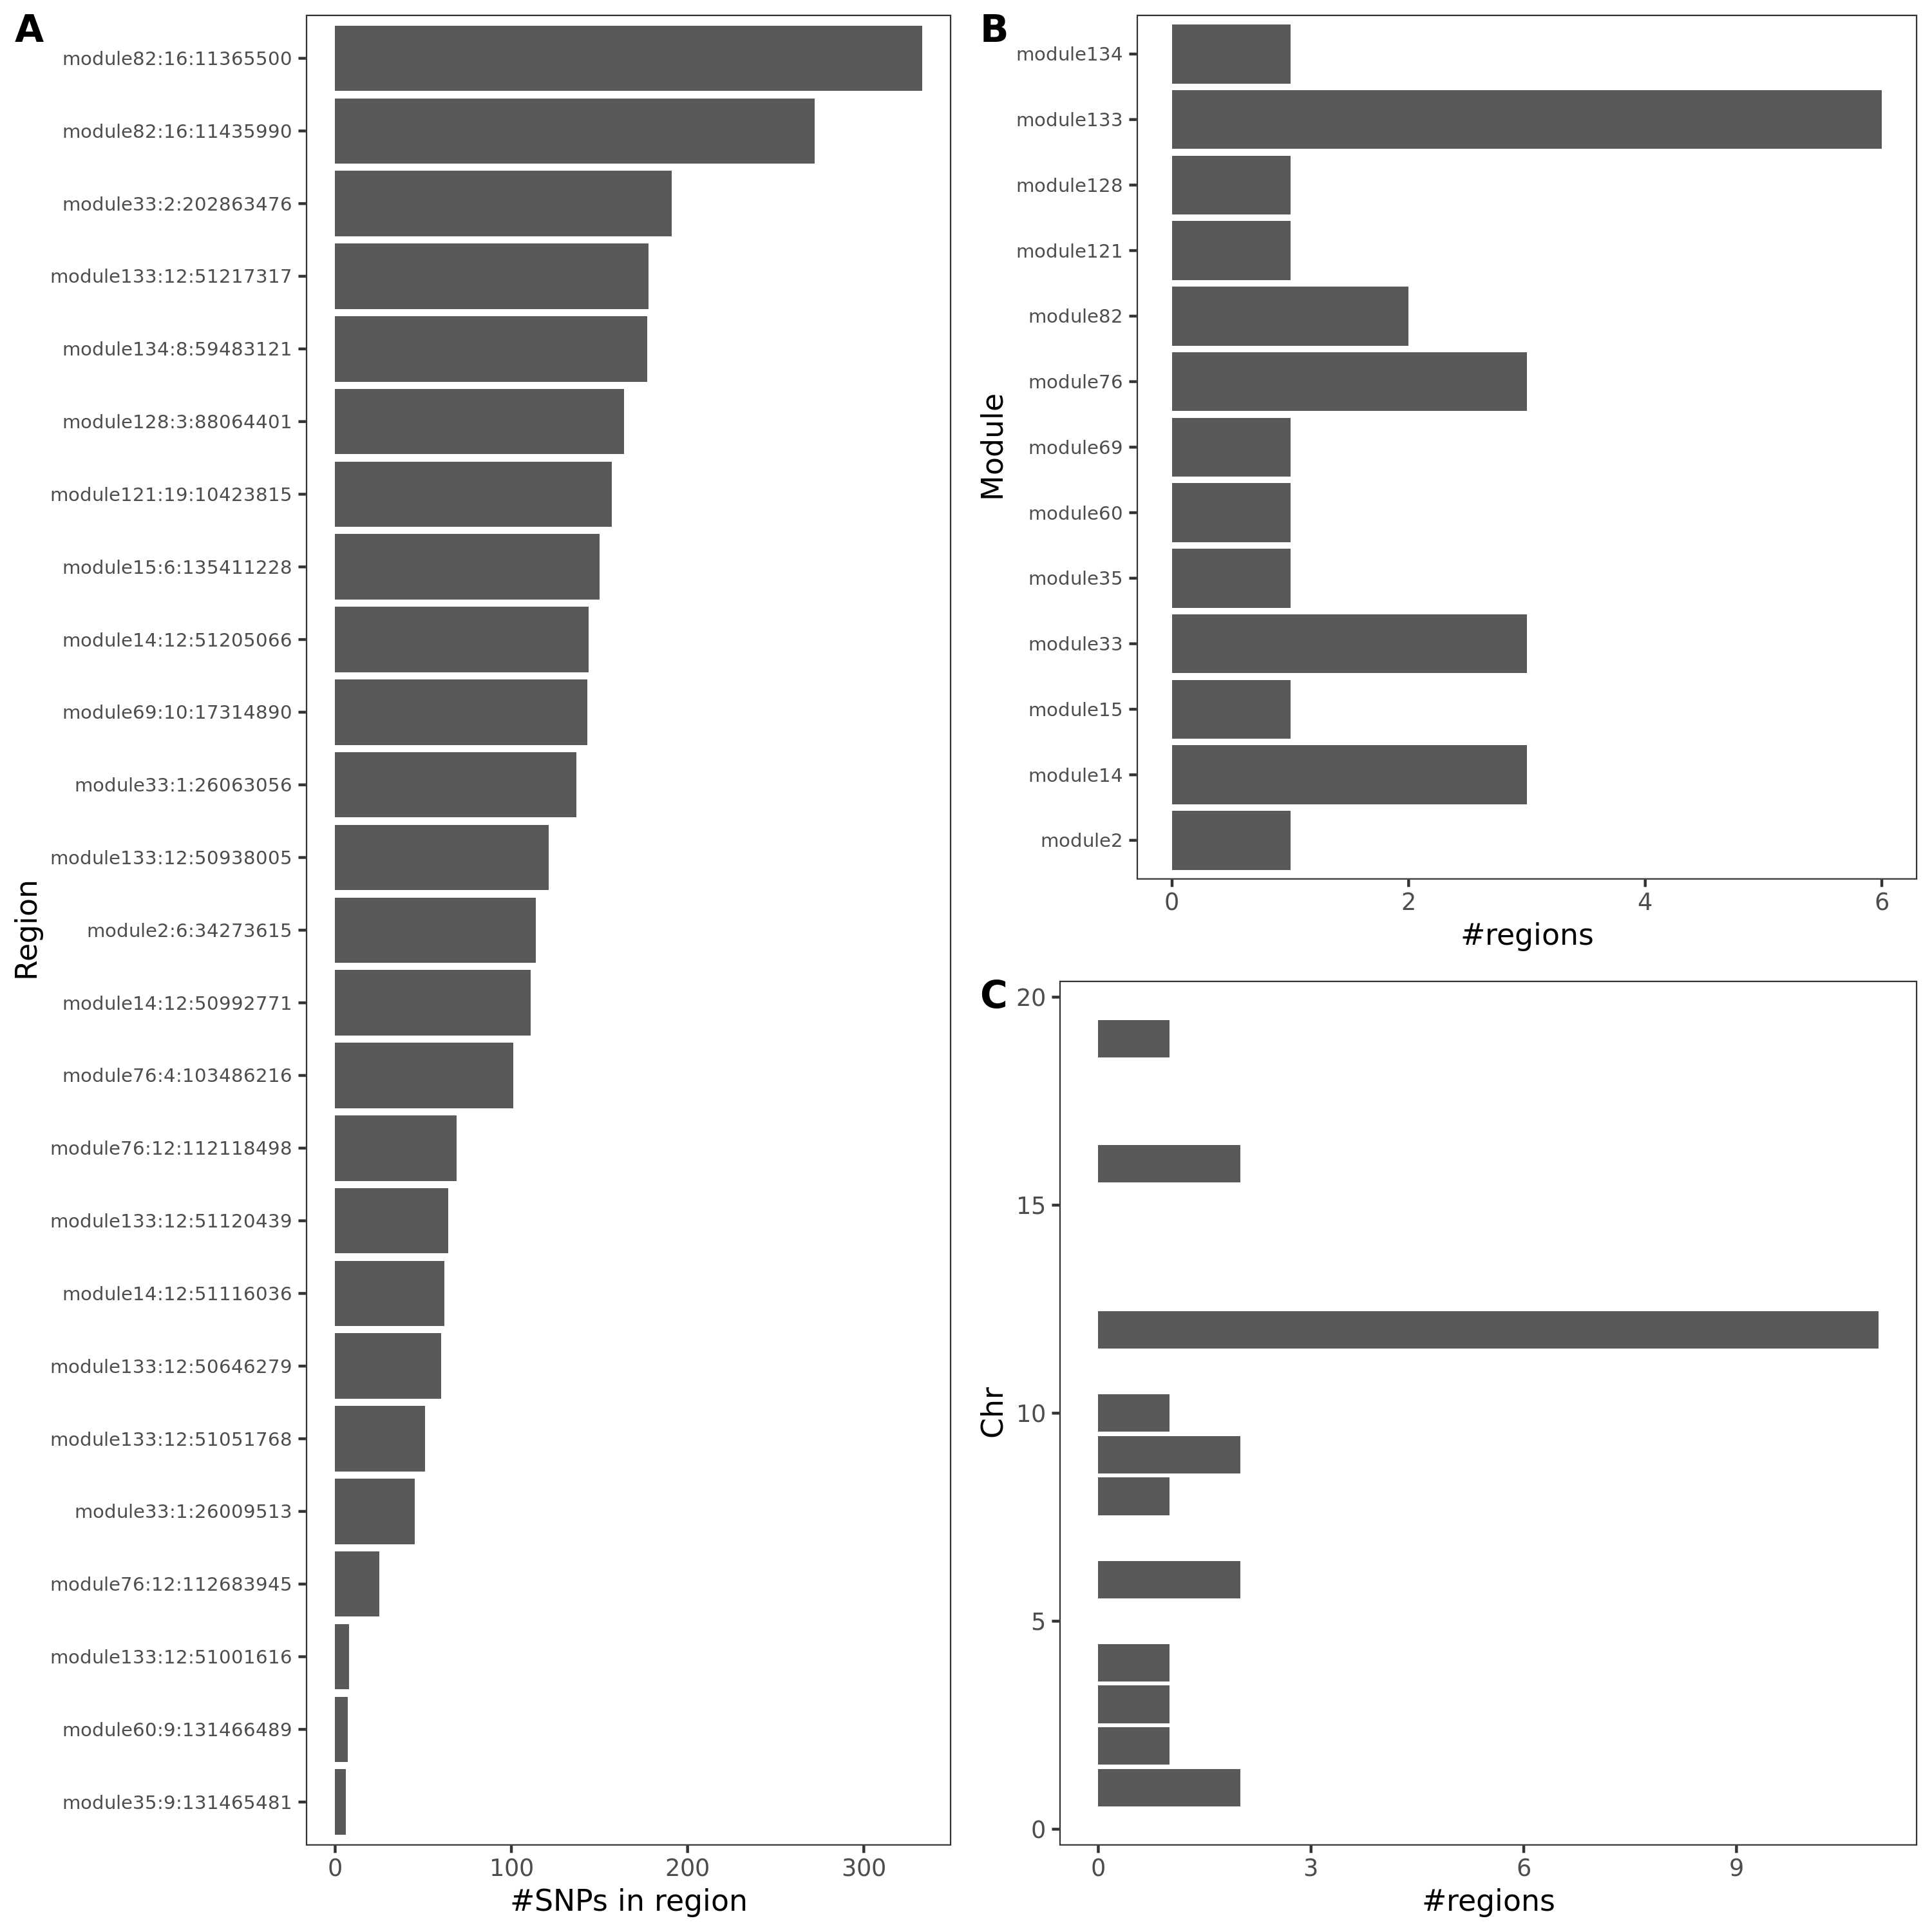 A
module82:16:11365500
module82:16:11435990
module33:2:202863476
module133:12:51217317
module134:8:59483121
module128:3:88064401
module121:19:10423815
module15:6:135411228
module14:12:51205066
module69:10:17314890
module33:1:26063056
module133:12:50938005
module2:6:34273615
module14:12:50992771
module76:4:103486216
module76:12:112118498
module133:12:51120439
module14:12:51116036
module133:12:50646279
module133:12:51051768
module33:1:26009513
module76:12:112683945
module133:12:51001616
module60:9:131466489
module35:9:131465481
Region
0 100 200 300
#SNPs in region
B
module134
module133
module128
module121
module82
module76
module69
module60
module35
module33
module15
module14
module2
Module
0 2 4 6
#regions
C
20
15
10
5
0
Chr
0 3 6 9
#regions